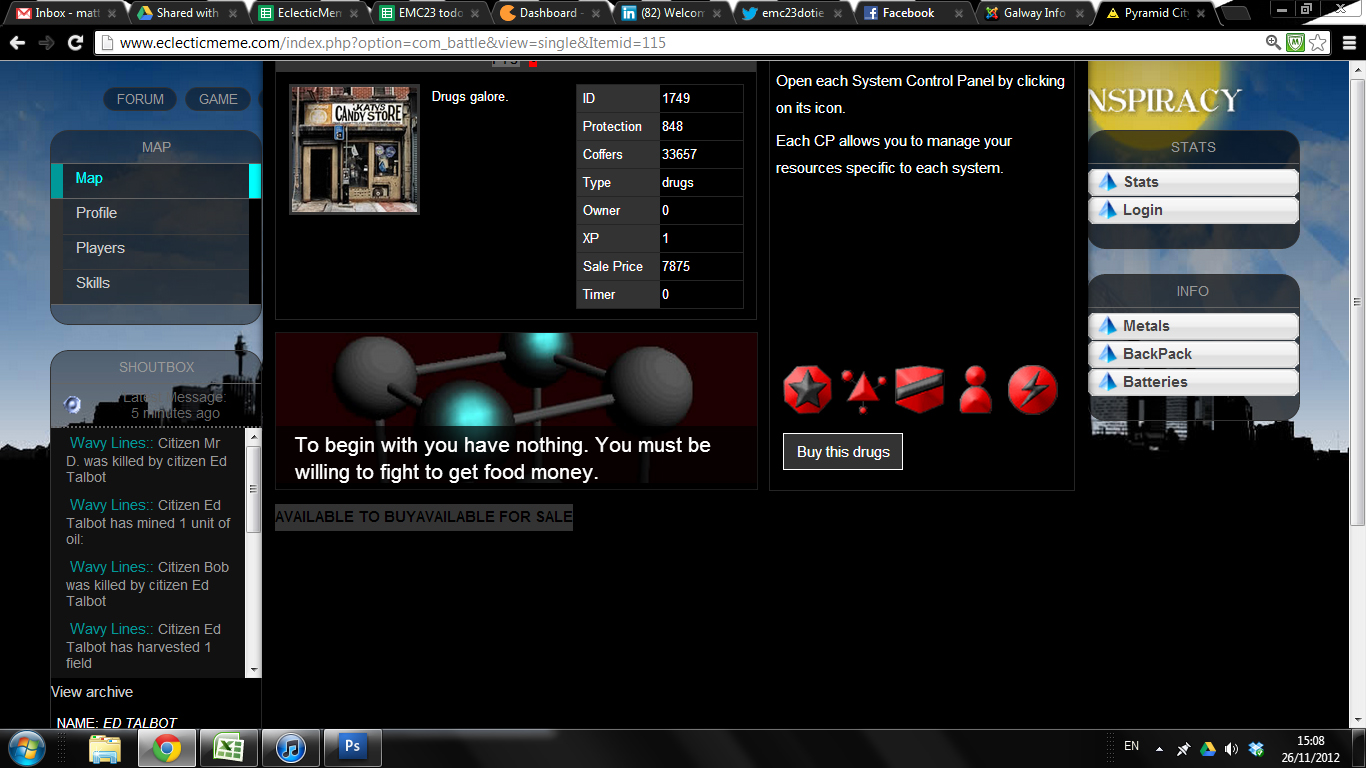 Inbox - mat
Shared with
EclecticMem
EMC23 todo
Dashboard -
(82) Welcom
emc23dotie
Facebook
Galway Info
Pyramid City
www.eclecticmeme.com/index.php?option=com_battle&view=single&Itemid=115
FORUM
GAME
MAP
Map
Profile
Players
Skills
SHOUTBOX
Latest Message:
5 minutes ago
Wavy Lines:: Citizen Mr
D. was killed by citizen Ed
Talbot
Wavy Lines:: Citizen Ed
Talbot has mined 1 unit of
oil:
Wavy Lines:: Citizen Bob
was killed by citizen Ed
Talbot
Wavy Lines:: Citizen Ed
Talbot has harvested 1
field
View archive
NAME: ED TALBOT
KATYS
CANDY STORE
Drugs galore.
ID 1749
Protection 848
Coffers 33657
Type drugs
Owner 0
XP 1
Sale Price 7875
Timer 0
To begin with you have nothing. You must be
willing to fight to get food money.
AVAILABLE TO BUYAVAILABLE FOR SALE
Open each System Control Panel by clicking
on its icon.
Each CP allows you to manage your
resources specific to each system.
Buy this drugs
NSPIRACY
STATS
Stats
Login
INFO
Metals
BackPack
Batteries
Ps
EN
15:08
26/11/2012